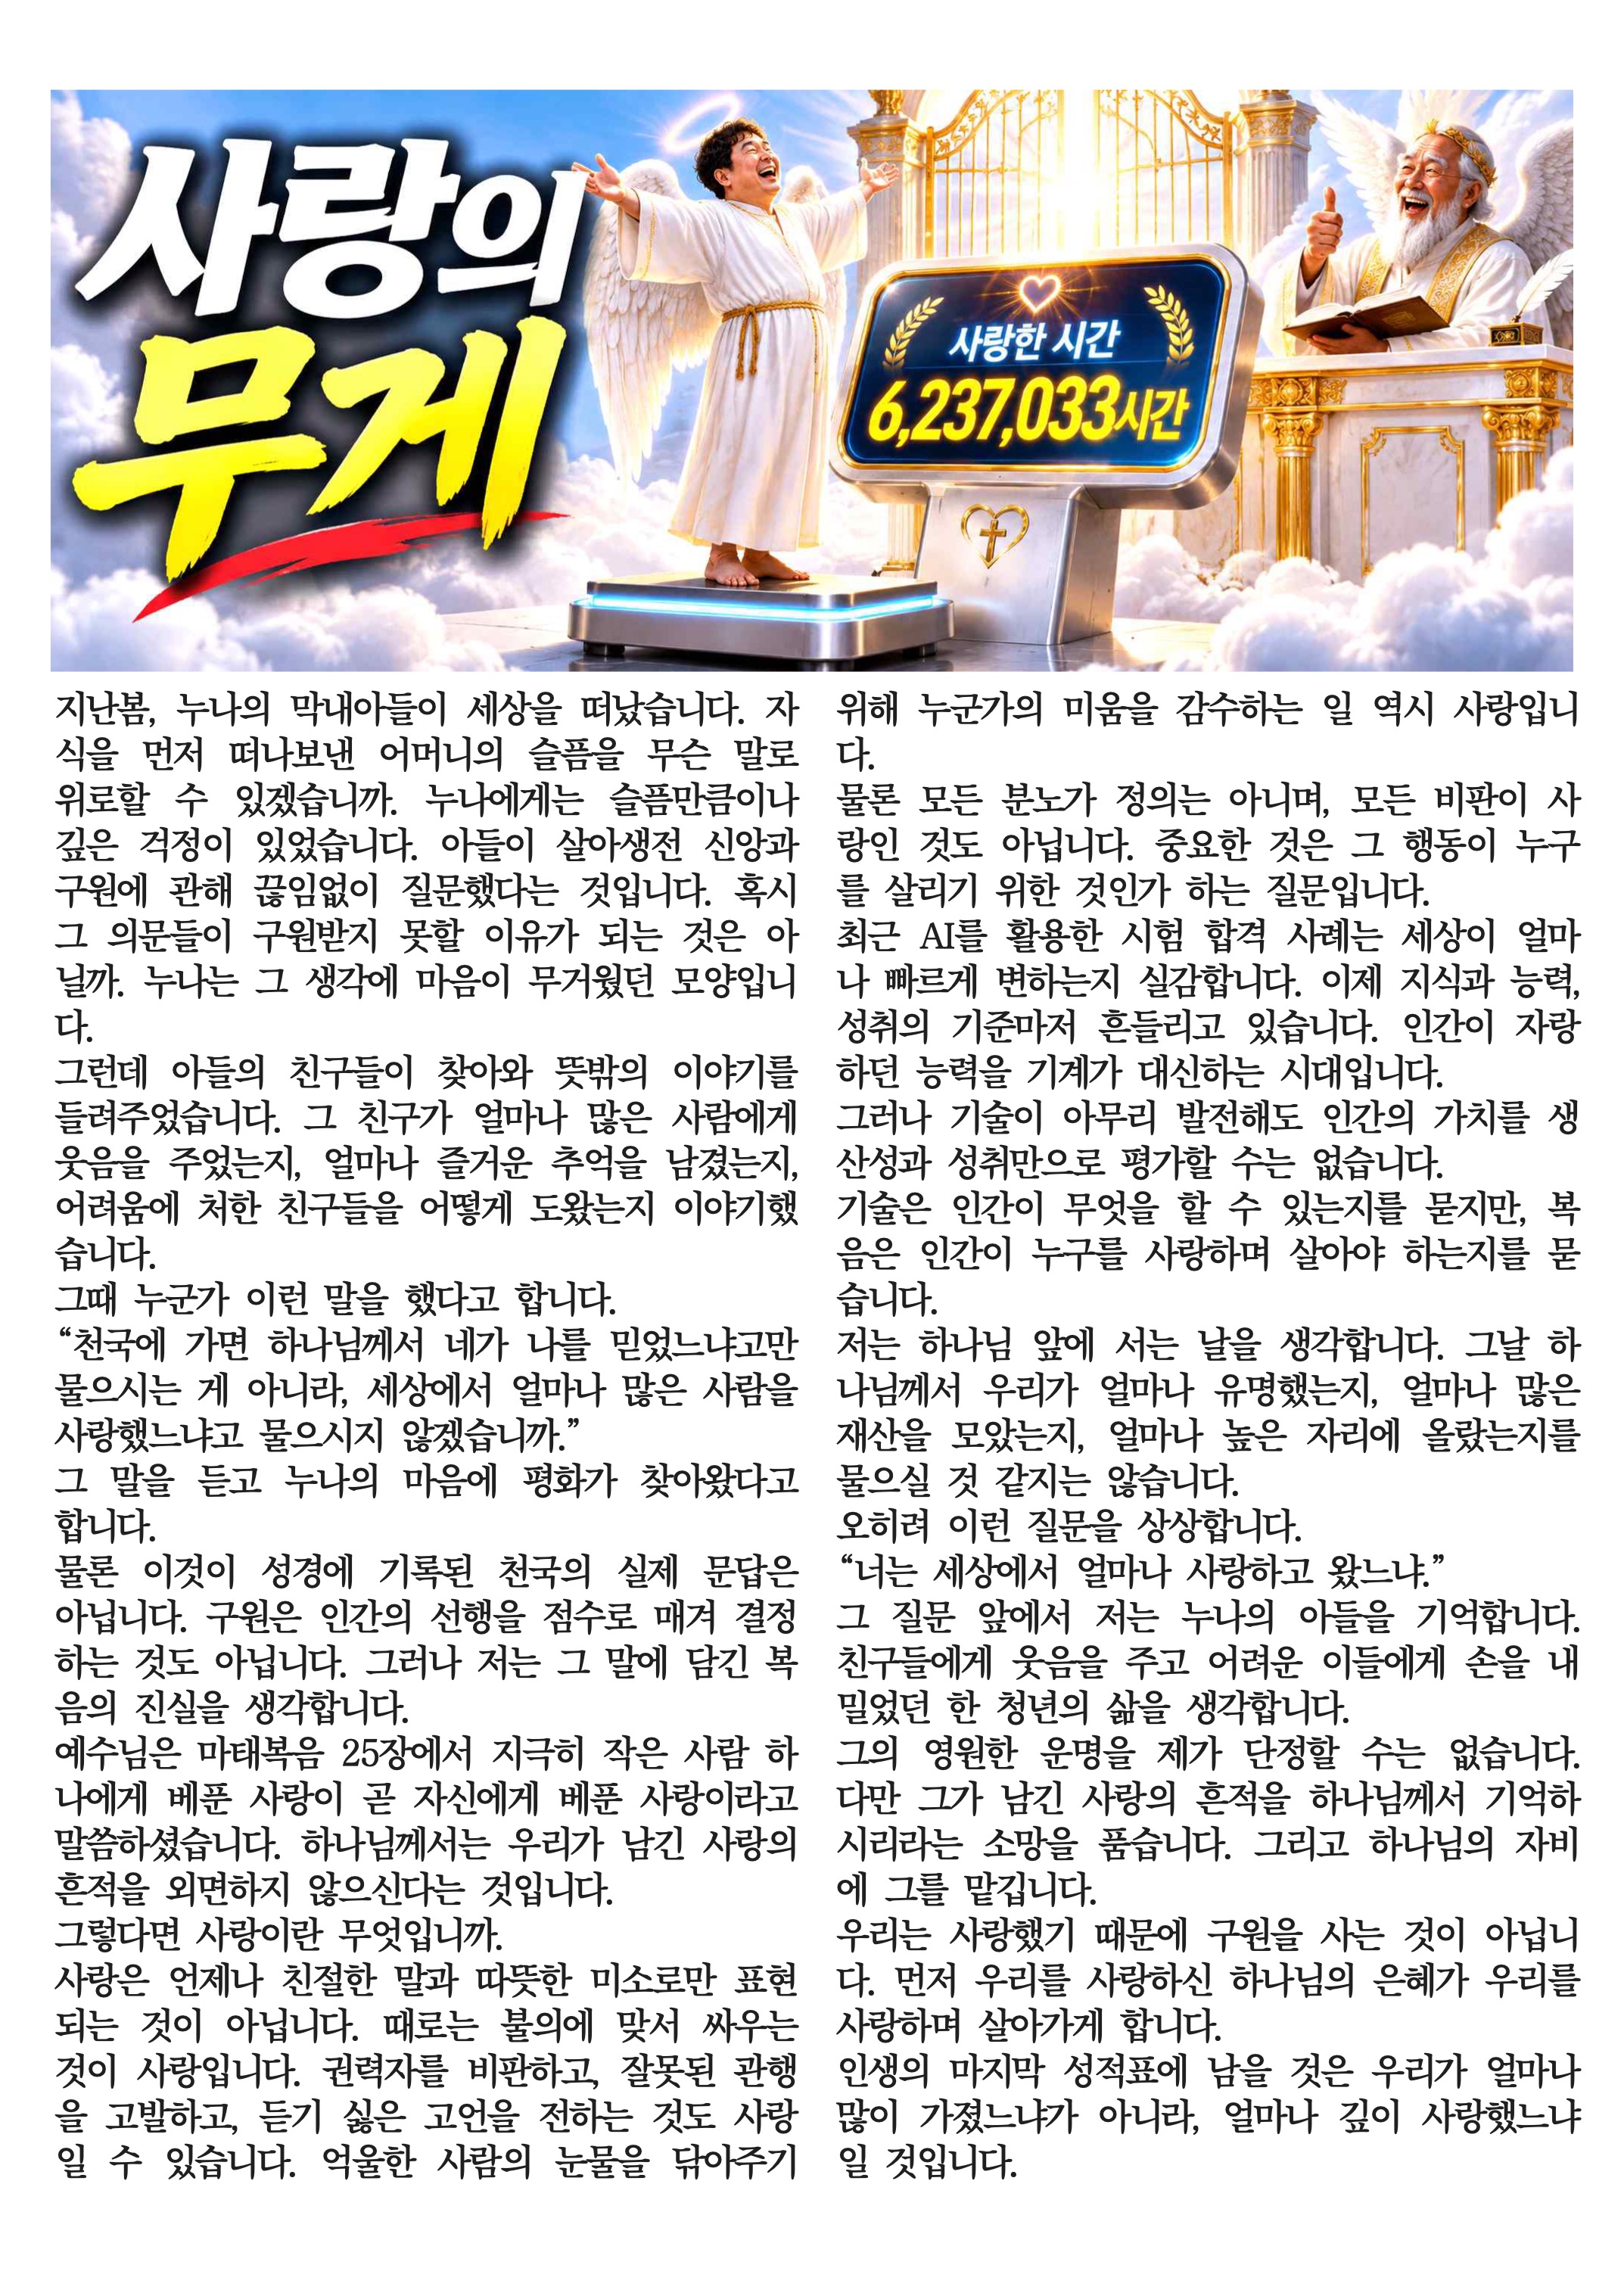 사랑의
무게
사랑한 시간
6,237,033시간
지난봄, 누나의 막내아들이 세상을 떠났습니다. 자
식을 먼저 떠나보낸 어머니의 슬픔을 무슨 말로
위로할 수 있겠습니까. 누나에게는 슬픔만큼이나
깊은 걱정이 있었습니다. 아들이 살아생전 신앙과
구원에 관해 끊임없이 질문했다는 것입니다. 혹시
그 의문들이 구원받지 못할 이유가 되는 것은 아
닐까. 누나는 그 생각에 마음이 무거웠던 모양입니
다.
그런데 아들의 친구들이 찾아와 뜻밖의 이야기를
들려주었습니다. 그 친구가 얼마나 많은 사람에게
웃음을 주었는지, 얼마나 즐거운 추억을 남겼는지,
어려움에 처한 친구들을 어떻게 도왔는지 이야기했
습니다.
그때 누군가 이런 말을 했다고 합니다.
“천국에 가면 하나님께서 네가 나를 믿었느냐고만
물으시는 게 아니라, 세상에서 얼마나 많은 사람을
사랑했느냐고 물으시지 않겠습니까.”
그 말을 듣고 누나의 마음에 평화가 찾아왔다고
합니다.
물론 이것이 성경에 기록된 천국의 실제 문답은
아닙니다. 구원은 인간의 선행을 점수로 매겨 결정
하는 것도 아닙니다. 그러나 저는 그 말에 담긴 복
음의 진실을 생각합니다.
예수님은 마태복음 25장에서 지극히 작은 사람 하
나에게 베푼 사랑이 곧 자신에게 베푼 사랑이라고
말씀하셨습니다. 하나님께서는 우리가 남긴 사랑의
흔적을 외면하지 않으신다는 것입니다.
그렇다면 사랑이란 무엇입니까.
사랑은 언제나 친절한 말과 따뜻한 미소로만 표현
되는 것이 아닙니다. 때로는 불의에 맞서 싸우는
것이 사랑입니다. 권력자를 비판하고, 잘못된 관행
을 고발하고, 듣기 싫은 고언을 전하는 것도 사랑
일 수 있습니다. 억울한 사람의 눈물을 닦아주기
위해 누군가의 미움을 감수하는 일 역시 사랑입니
다.
물론 모든 분노가 정의는 아니며, 모든 비판이 사
랑인 것도 아닙니다. 중요한 것은 그 행동이 누구
를 살리기 위한 것인가 하는 질문입니다.
최근 AI를 활용한 시험 합격 사례는 세상이 얼마
나 빠르게 변하는지 실감합니다. 이제 지식과 능력,
성취의 기준마저 흔들리고 있습니다. 인간이 자랑
하던 능력을 기계가 대신하는 시대입니다.
그러나 기술이 아무리 발전해도 인간의 가치를 생
산성과 성취만으로 평가할 수는 없습니다.
기술은 인간이 무엇을 할 수 있는지를 묻지만, 복
음은 인간이 누구를 사랑하며 살아야 하는지를 묻
습니다.
저는 하나님 앞에 서는 날을 생각합니다. 그날 하
나님께서 우리가 얼마나 유명했는지, 얼마나 많은
재산을 모았는지, 얼마나 높은 자리에 올랐는지를
물으실 것 같지는 않습니다.
오히려 이런 질문을 상상합니다.
“너는 세상에서 얼마나 사랑하고 왔느냐.”
그 질문 앞에서 저는 누나의 아들을 기억합니다.
친구들에게 웃음을 주고 어려운 이들에게 손을 내
밀었던 한 청년의 삶을 생각합니다.
그의 영원한 운명을 제가 단정할 수는 없습니다.
다만 그가 남긴 사랑의 흔적을 하나님께서 기억하
시리라는 소망을 품습니다. 그리고 하나님의 자비
에 그를 맡깁니다.
우리는 사랑했기 때문에 구원을 사는 것이 아닙니
다. 먼저 우리를 사랑하신 하나님의 은혜가 우리를
사랑하며 살아가게 합니다.
인생의 마지막 성적표에 남을 것은 우리가 얼마나
많이 가졌느냐가 아니라, 얼마나 깊이 사랑했느냐
일 것입니다.